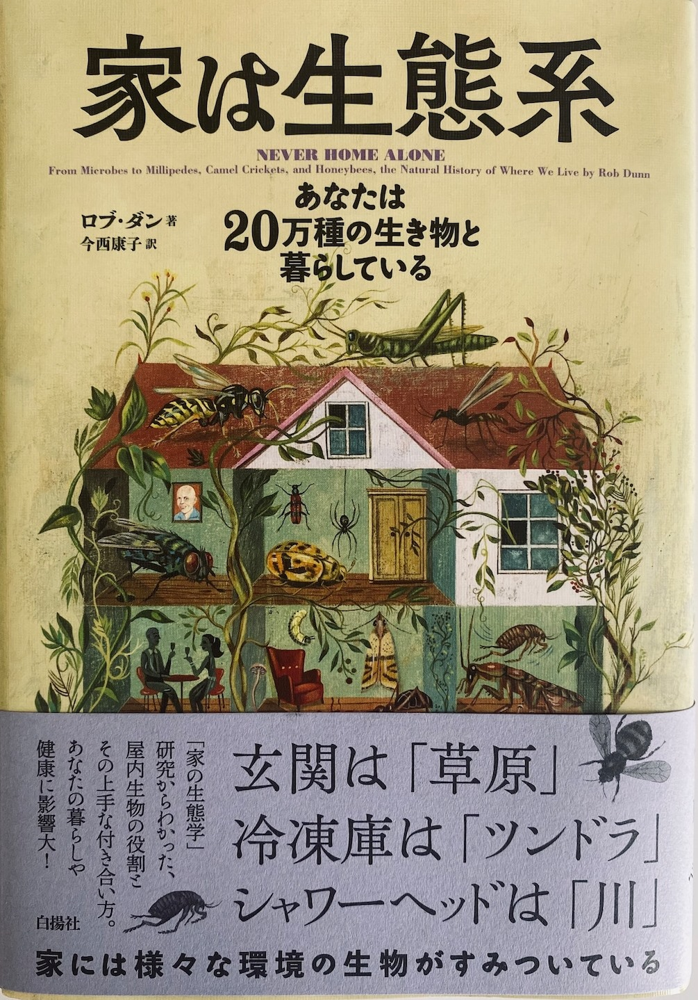 家は生態系
NEVER HOME ALONE
From Microbes to Millipedes, Camel Crickets, and Honeybees, the Natural History of Where We Live by Rob Dunn
あなたは
20万種の生き物と
暮らしている
ロブ・ダン 著
今西康子 訳
玄関は「草原」
冷凍庫は「ツンドラ」
シャワーヘッドは「川」
「家の生態学」
研究からわかった、
屋内生物の役割と
その上手な付き合い方。
あなたの暮らしや
健康に影響大！
白揚社
家には様々な環境の生物がすみついている